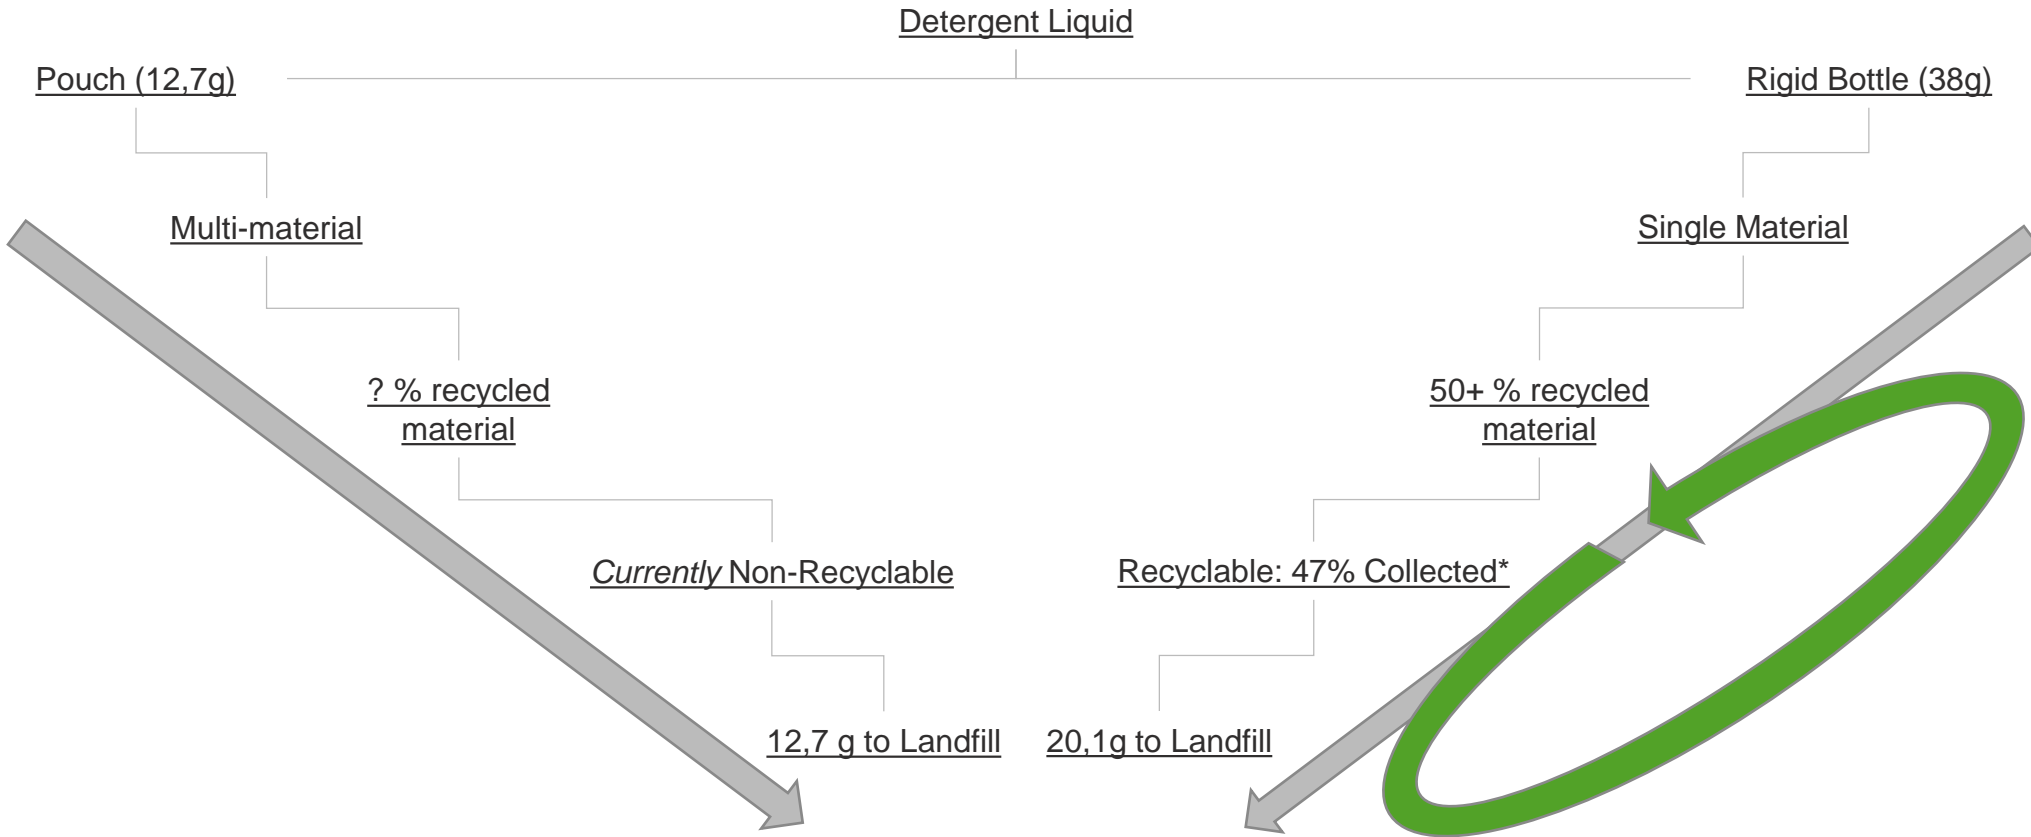 Detergent Liquid
Pouch (12,7g)
Rigid Bottle (38g)
Multi-material
Single Material
? % recycled
material
50+ % recycled
material
Currently Non-Recyclable
Recyclable: 47% Collected*
12,7 g to Landfill
20,1g to Landfill